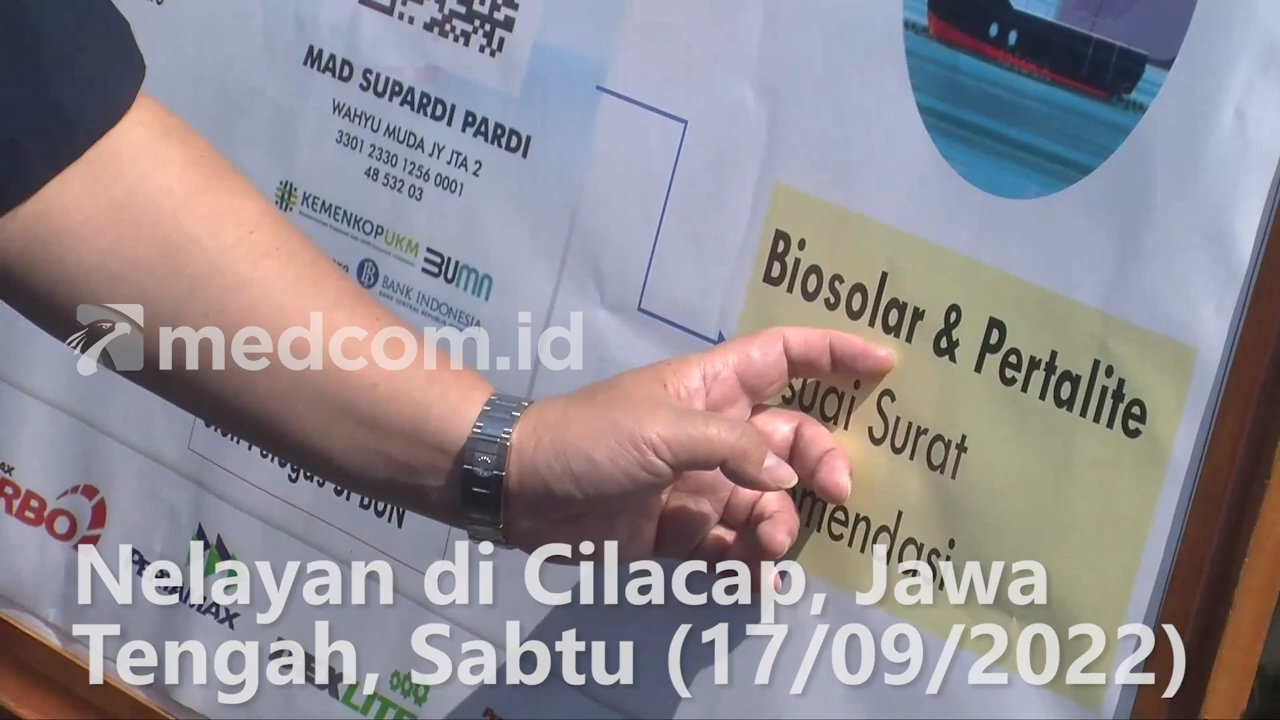 MAD SUPARDI PARDI
WAHYU MUDA JY JTA 2
3301 2330 1256 0001
48 532 03
KEMENKOPUKM
BUMN
BANK INDONESIA
medcom.id
Biosolar & Pertalite
suai Surat
mendasi
RBO
Nelayan di Cilacap, Jawa
Tengah, Sabtu (17/09/2022)